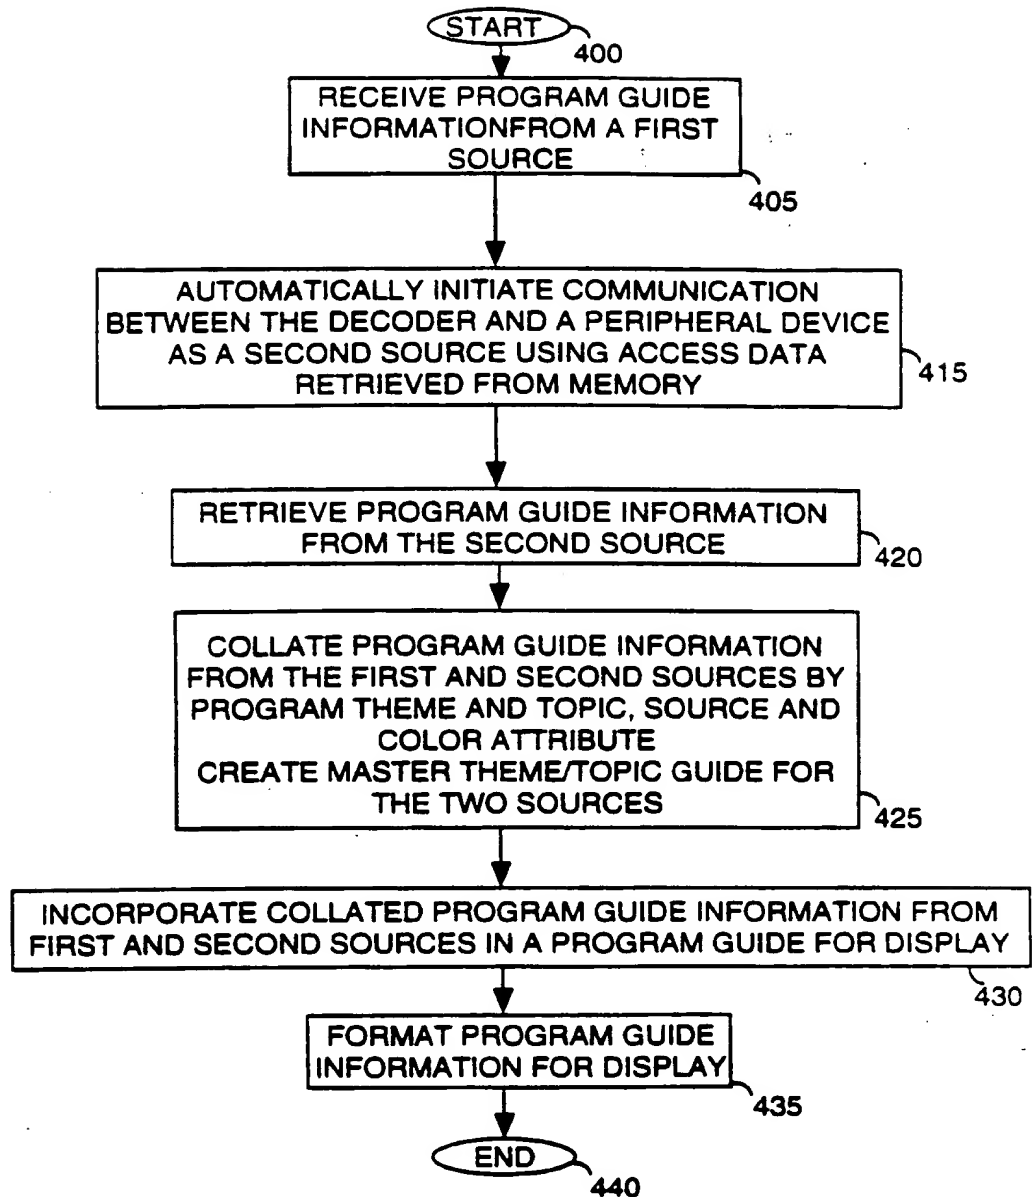 START
400
RECEIVE PROGRAM GUIDE
INFORMATIONFROM A FIRST
SOURCE
405
AUTOMATICALLY INITIATE COMMUNICATION
BETWEEN THE DECODER AND A PERIPHERAL DEVICE
AS A SECOND SOURCE USING ACCESS DATA
RETRIEVED FROM MEMORY
415
RETRIEVE PROGRAM GUIDE INFORMATION
FROM THE SECOND SOURCE
420
COLLATE PROGRAM GUIDE INFORMATION
FROM THE FIRST AND SECOND SOURCES BY
PROGRAM THEME AND TOPIC, SOURCE AND
COLOR ATTRIBUTE
CREATE MASTER THEME/TOPIC GUIDE FOR
THE TWO SOURCES
425
INCORPORATE COLLATED PROGRAM GUIDE INFORMATION FROM
FIRST AND SECOND SOURCES IN A PROGRAM GUIDE FOR DISPLAY
430
FORMAT PROGRAM GUIDE
INFORMATION FOR DISPLAY
435
END
440